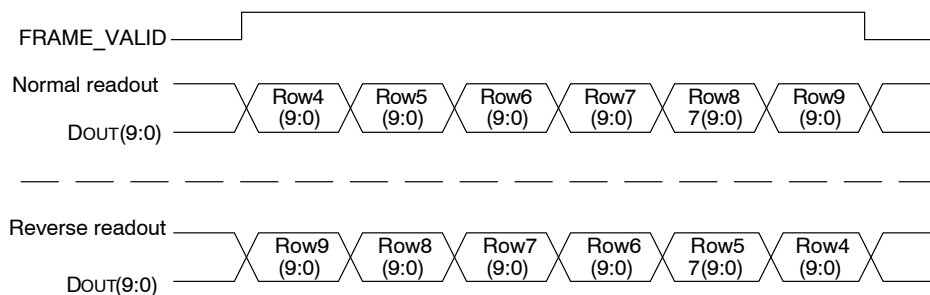 FRAME_VALID
Normal readout
Row4 Row5 Row6 Row7 Row8 Row9
(9:0) (9:0) (9:0) (9:0) 7(9:0) (9:0)
DOUT(9:0)
Reverse readout
Row9 Row8 Row7 Row6 Row5 Row4
(9:0) (9:0) (9:0) (9:0) 7(9:0) (9:0)
DOUT(9:0)